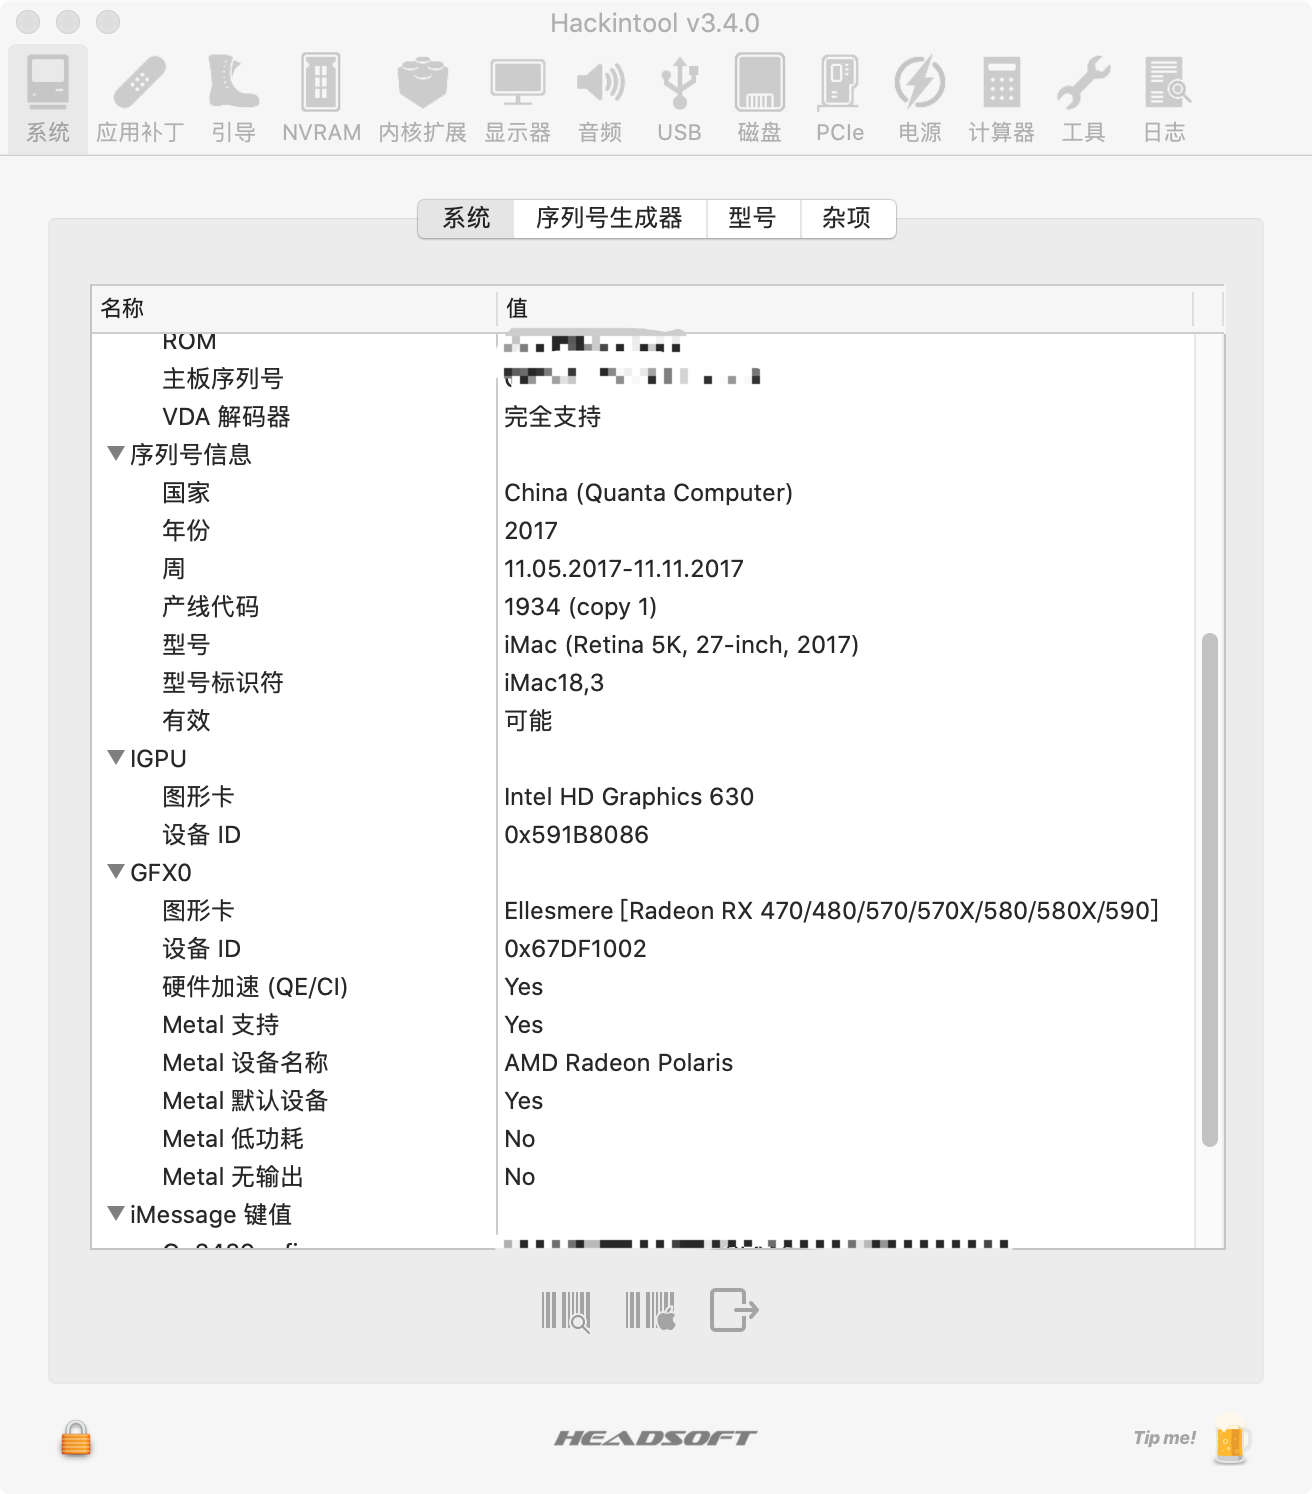 Hackintool v3.4.0
系统 应用补丁 引导 NVRAM 内核扩展 显示器 音频 USB 磁盘 PCIe 电源 计算器 工具 日志
系统 序列号生成器 型号 杂项
名称 值
ROM
主板序列号
VDA 解码器 完全支持
序列号信息
国家 China (Quanta Computer)
年份 2017
周 11.05.2017-11.11.2017
产线代码 1934 (copy 1)
型号 iMac (Retina 5K, 27-inch, 2017)
型号标识符 iMac18,3
有效 可能
IGPU
图形卡 Intel HD Graphics 630
设备 ID 0x591B8086
GFX0
图形卡 Ellesmere [Radeon RX 470/480/570/570X/580/580X/590]
设备 ID 0x67DF1002
硬件加速 (QE/CI) Yes
Metal 支持 Yes
Metal 设备名称 AMD Radeon Polaris
Metal 默认设备 Yes
Metal 低功耗 No
Metal 无输出 No
iMessage 键值
HEADSOFT
Tip me!